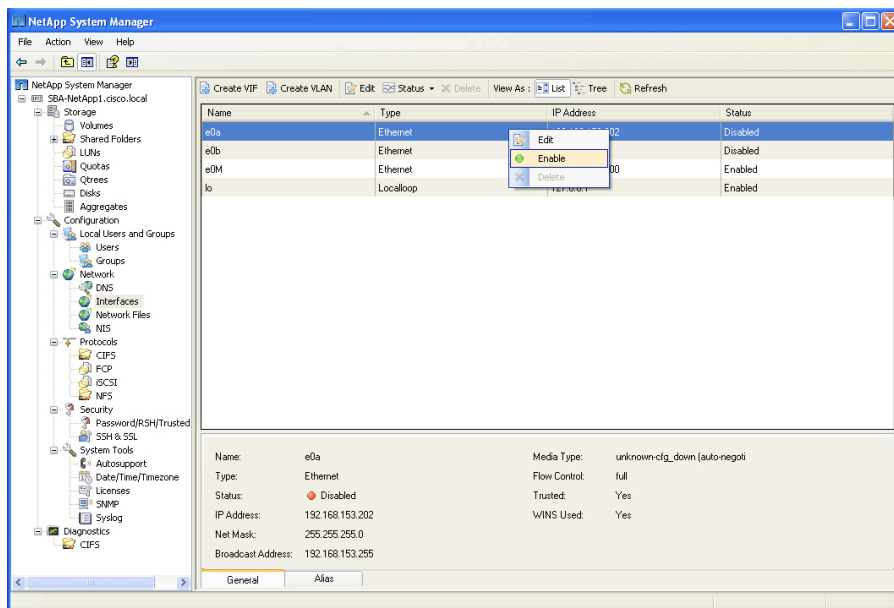 NetApp System Manager
File Action View Help
NetApp System Manager
SBA-NetApp1.cisco.local
Storage
Volumes
Shared Folders
LUNs
Quotas
Qtrees
Disks
Aggregates
Configuration
Local Users and Groups
Users
Groups
Network
DNS
Interfaces
Network Files
NIS
Protocols
CIFS
FCP
iSCSI
NFS
Security
Password/RSH/Trusted
SSH & SSL
System Tools
Autosupport
Date/Time/Timezone
Licenses
SNMP
Syslog
Diagnostics
CIFS
Create VIF Create VLAN Edit Status Delete View As : List Tree Refresh
Name Type IP Address Status
e0a Ethernet 202 Disabled
e0b Ethernet Disabled
e0M Ethernet 00 Enabled
lo Localloop 127.0.0.1 Enabled
Edit
Enable
Delete
Name: e0a Media Type: unknown-cfg_down (auto-negoti
Type: Ethernet Flow Control: full
Status: Disabled Trusted: Yes
IP Address: 192.168.153.202 WINS Used: Yes
Net Mask: 255.255.255.0
Broadcast Address: 192.168.153.255
General Alias